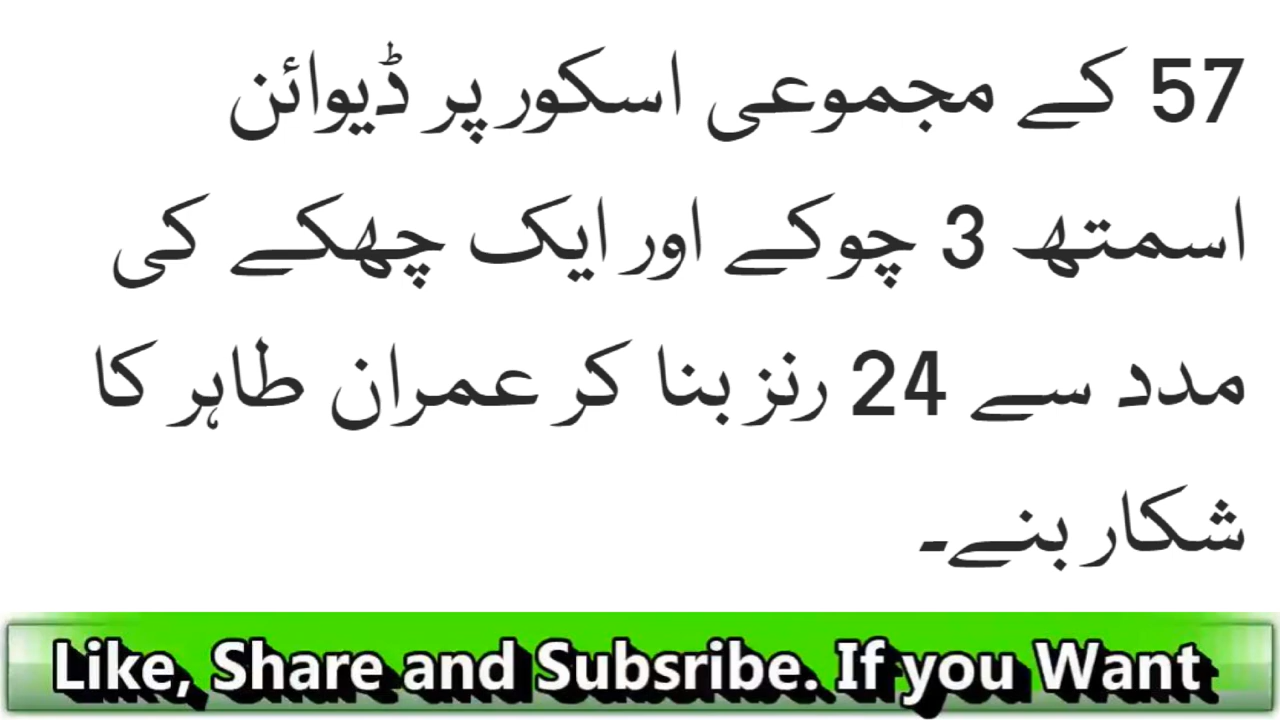 57 کے مجموعی اسکور پر ڈیوائن
اسمتھ 3 چوکے اور ایک چھکے کی
مدد سے 24 رنز بنا کر عمران طاہر کا
شکار بنے۔
Like, Share and Subsribe. If you Want